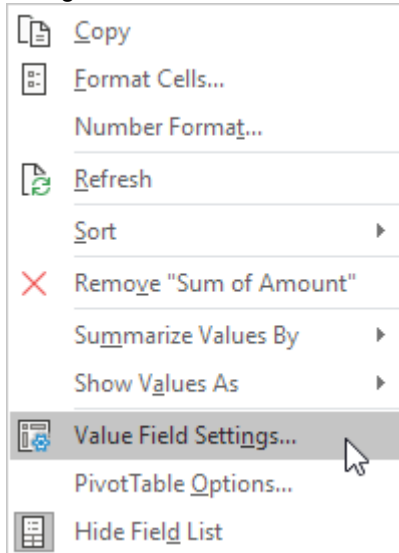 Copy
Format Cells...
Number Format...
Refresh
Sort
Remove "Sum of Amount"
Summarize Values By
Show Values As
Value Field Settings...
PivotTable Options...
Hide Field List